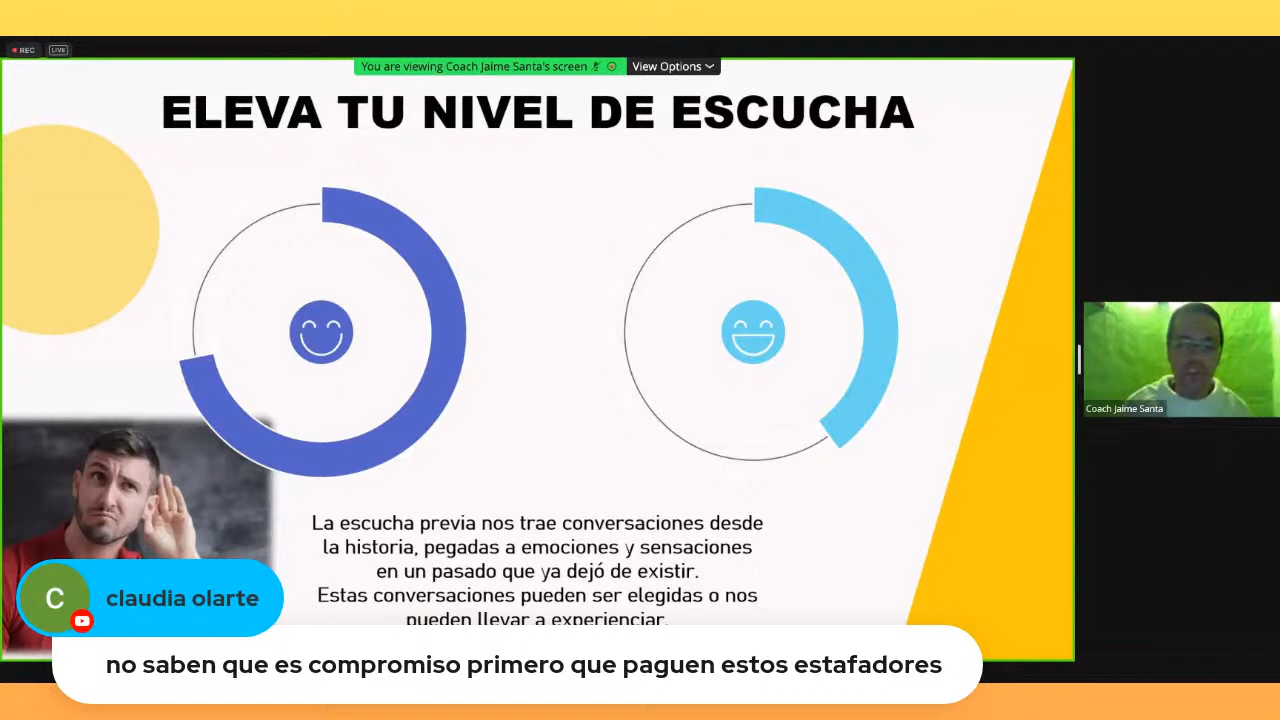 REC
LIVE
You are viewing Coach Jaime Santa's screen
View Options
ELEVA TU NIVEL DE ESCUCHA
Coach Jaime Santa
La escucha previa nos trae conversaciones desde
la historia, pegadas a emociones y sensaciones
en un pasado que ya dejó de existir.
Estas conversaciones pueden ser elegidas o nos
pueden llevar a experienciar.
C
claudia olarte
no saben que es compromiso primero que paguen estos estafadores